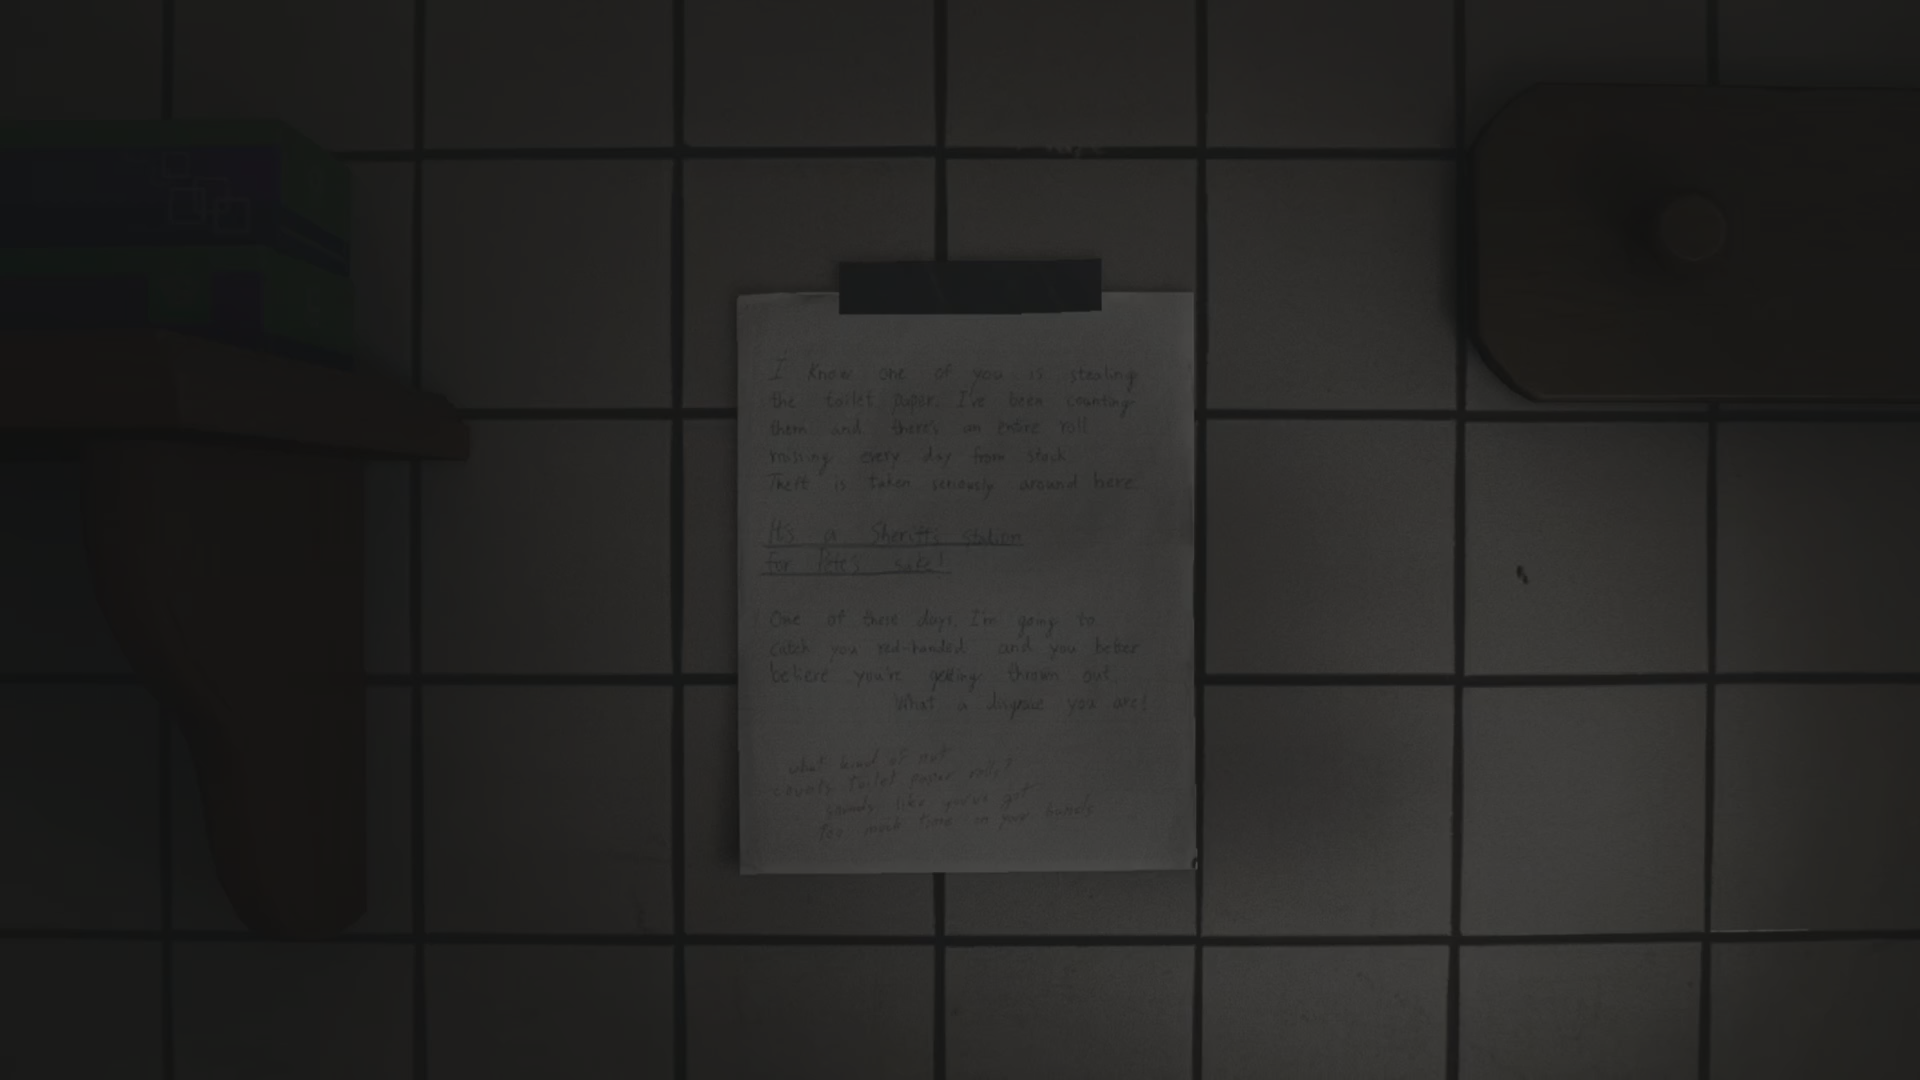 I Know one of you is stealing
the toilet paper. I've been counting
them and there's an entire roll
missing every day from stock.
Theft is taken seriously around here.
It's a Sheriff's station
for Pete's sake!
One of these days, I'm going to
catch you red-handed and you better
believe you're getting thrown out.
What a disgrace you are!
what kind of nut
counts toilet paper rolls?
sounds like you've got
too much time on your hands